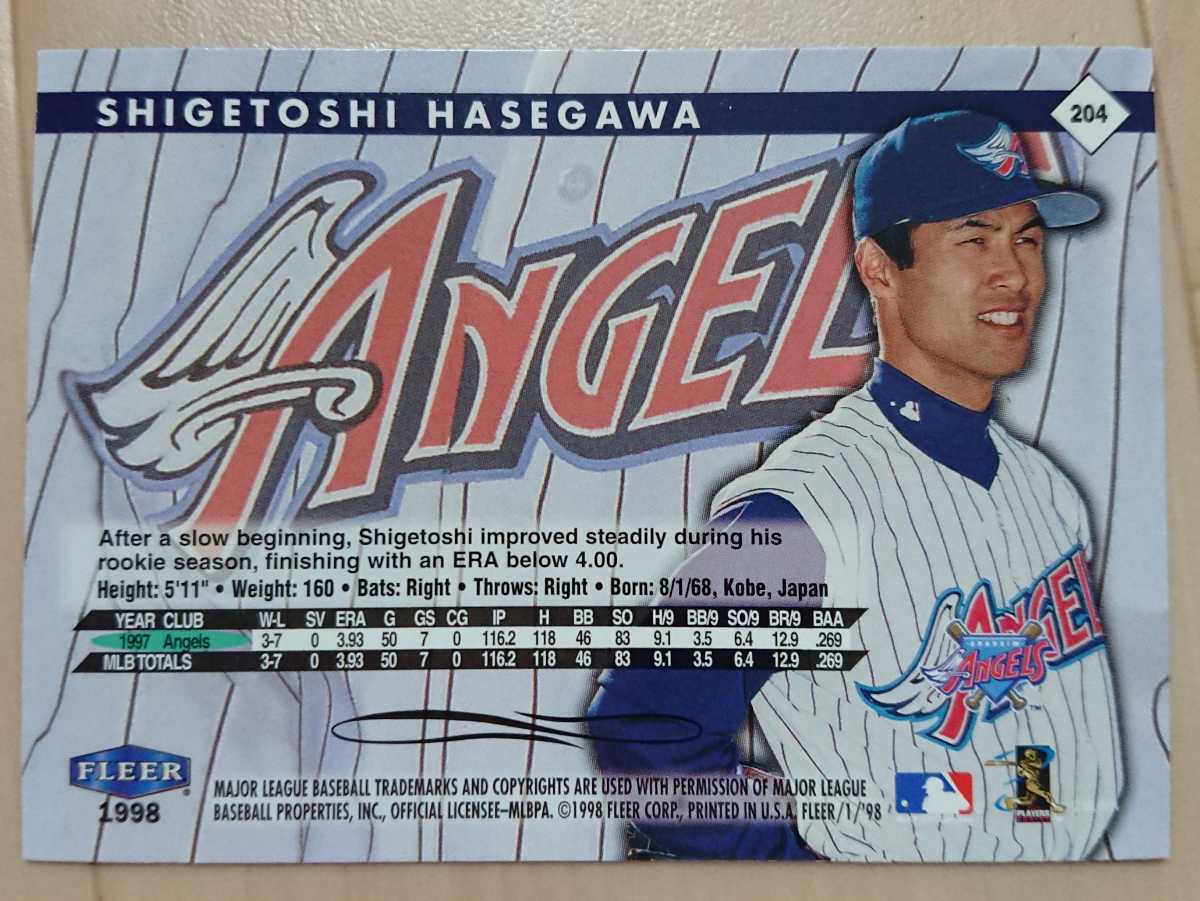 SHIGETOSHI HASEGAWA
204
ANGEL
After a slow beginning, Shigetoshi improved steadily during his
rookie season, finishing with an ERA below 4.00.
Height: 5'11" • Weight: 160 • Bats: Right • Throws: Right • Born: 8/1/68, Kobe, Japan
YEAR CLUB W-L SV ERA G GS CG IP H BB SO H/9 BB/9 SO/9 BR/9 BAA
1997 Angels 3-7 0 3.93 50 7 0 116.2 118 46 83 9.1 3.5 6.4 12.9 .269
MLB TOTALS 3-7 0 3.93 50 7 0 116.2 118 46 83 9.1 3.5 6.4 12.9 .269
ANGEL
ANAHEIM
ANGELS
TM
FLEER®
1998
MAJOR LEAGUE BASEBALL TRADEMARKS AND COPYRIGHTS ARE USED WITH PERMISSION OF MAJOR LEAGUE
BASEBALL PROPERTIES, INC., OFFICIAL LICENSEE–MLBPA. ©1998 FLEER CORP., PRINTED IN U.S.A. FLEER/1/'98
PLAYERS